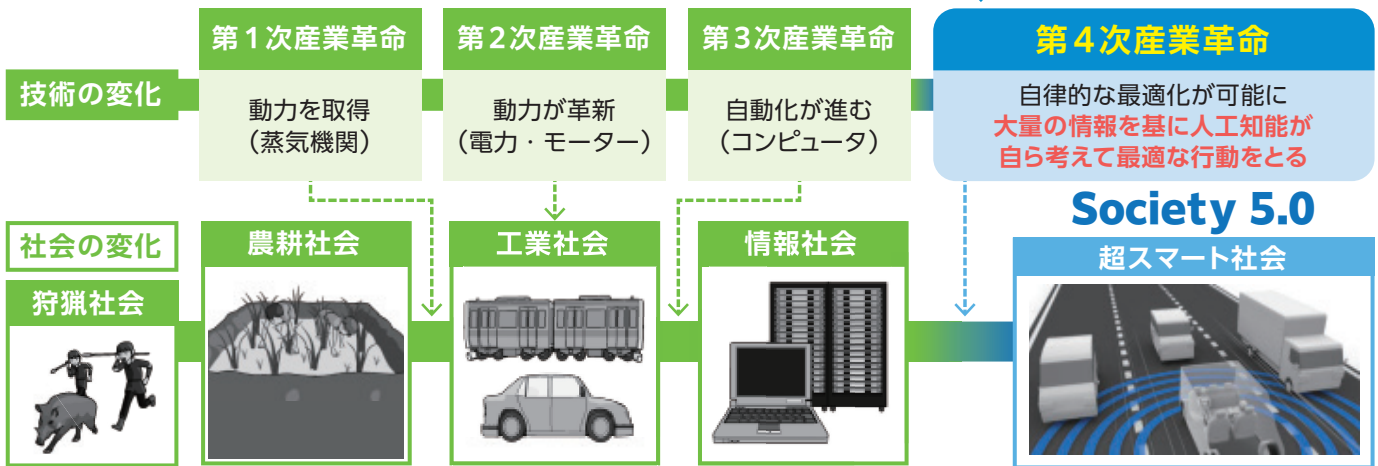 第1次産業革命
第2次産業革命
第3次産業革命
第4次産業革命
技術の変化
動力を取得
(蒸気機関)
動力が革新
(電力・モーター)
自動化が進む
(コンピュータ)
自律的な最適化が可能に
大量の情報を基に人工知能が
自ら考えて最適な行動をとる
Society 5.0
社会の変化
狩猟社会
農耕社会
工業社会
情報社会
超スマート社会